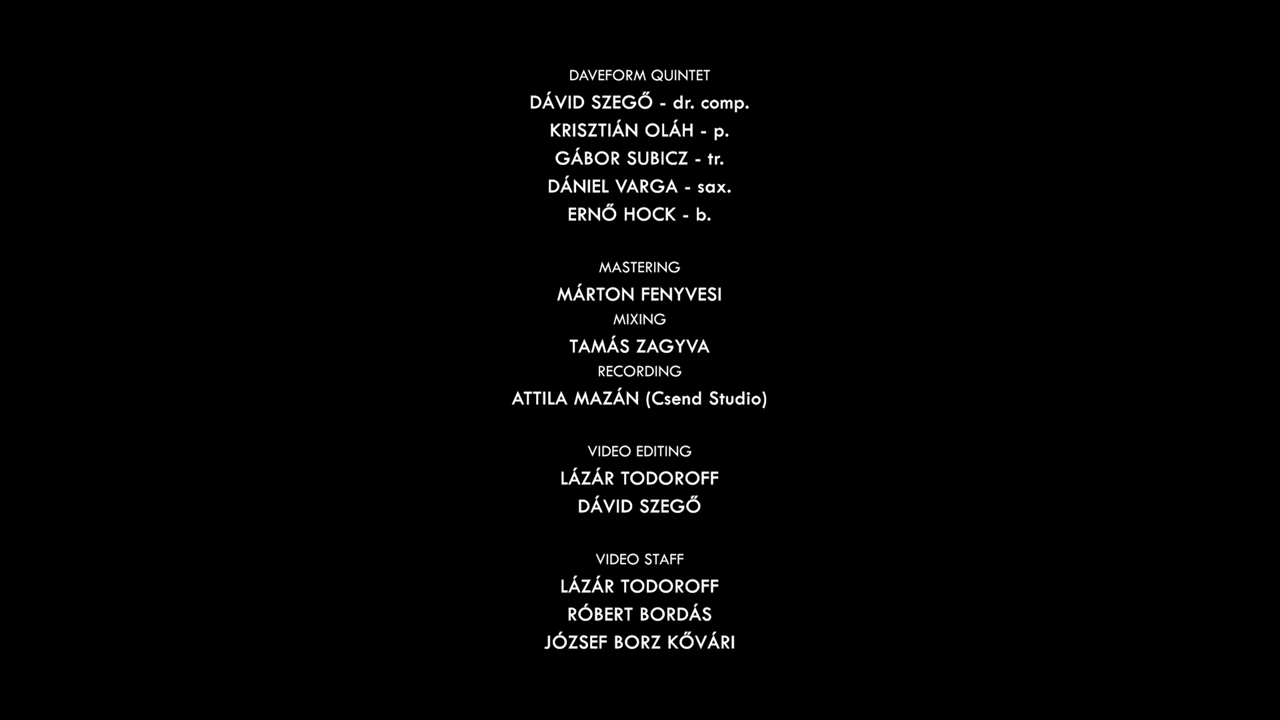 DAVEFORM QUINTET
DÁVID SZEGŐ - dr. comp.
KRISZTIÁN OLÁH - p.
GÁBOR SUBICZ - tr.
DÁNIEL VARGA - sax.
ERNŐ HOCK - b.
MASTERING
MÁRTON FENYVESI
MIXING
TAMÁS ZAGYVA
RECORDING
ATTILA MAZÁN (Csend Studio)
VIDEO EDITING
LÁZÁR TODOROFF
DÁVID SZEGŐ
VIDEO STAFF
LÁZÁR TODOROFF
RÓBERT BORDÁS
JÓZSEF BORZ KŐVÁRI